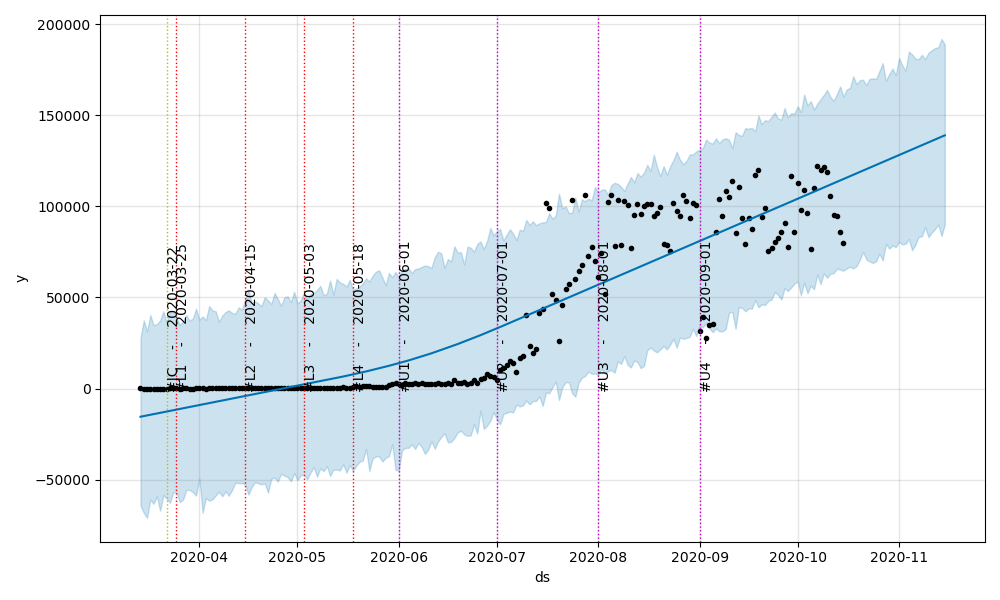 200000
150000
100000
50000
0
−50000
y
#JC - 2020-03-22
#L1 - 2020-03-25
#L2 - 2020-04-15
#L3 - 2020-05-03
#L4 - 2020-05-18
#U1 - 2020-06-01
#U2 - 2020-07-01
#U3 - 2020-08-01
#U4 - 2020-09-01
2020-04 2020-05 2020-06 2020-07 2020-08 2020-09 2020-10 2020-11
ds